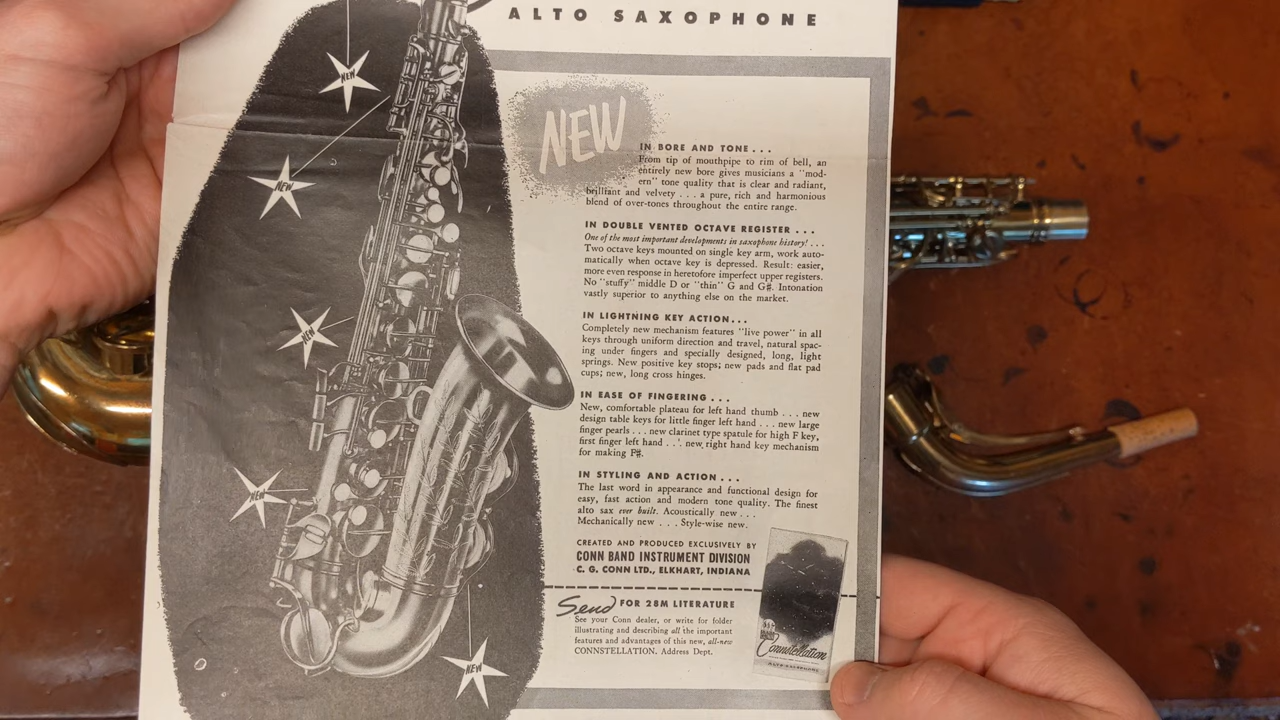 ALTO SAXOPHONE
NEW
NEW
IN BORE AND TONE...
From tip of mouthpipe to rim of bell, an
entirely new bore gives musicians a "mod-
ern" tone quality that is clear and radiant,
brilliant and velvety . . . a pure, rich and harmonious
blend of over-tones throughout the entire range.
NEW
IN DOUBLE VENTED OCTAVE REGISTER . . .
One of the most important developments in saxophone history! . . .
Two octave keys mounted on single key arm, work auto-
matically when octave key is depressed. Result: easier,
more even response in heretofore imperfect upper registers.
No "stuffy" middle D or "thin" G and G♯. Intonation
vastly superior to anything else on the market.
NEW
IN LIGHTNING KEY ACTION...
Completely new mechanism features "live power" in all
keys through uniform direction and travel, natural spac-
ing under fingers and specially designed, long, light
springs. New positive key stops; new pads and flat pad
cups; new, long cross hinges.
IN EASE OF FINGERING . . .
New, comfortable plateau for left hand thumb . . . new
design table keys for little finger left hand . . . new large
finger pearls . . . new clarinet type spatule for high F key,
first finger left hand . . . new right hand key mechanism
for making F♯.
NEW
IN STYLING AND ACTION . . .
The last word in appearance and functional design for
easy, fast action and modern tone quality. The finest
alto sax ever built. Acoustically new . . .
Mechanically new . . . Style-wise new.
CREATED AND PRODUCED EXCLUSIVELY BY
CONN BAND INSTRUMENT DIVISION
C. G. CONN LTD., ELKHART, INDIANA
Send FOR 28M LITERATURE
See your Conn dealer, or write for folder
illustrating and describing all the important
features and advantages of this new, all-new
CONNSTELLATION. Address Dept.
Connstellation
ALTO SAXOPHONE
NEW